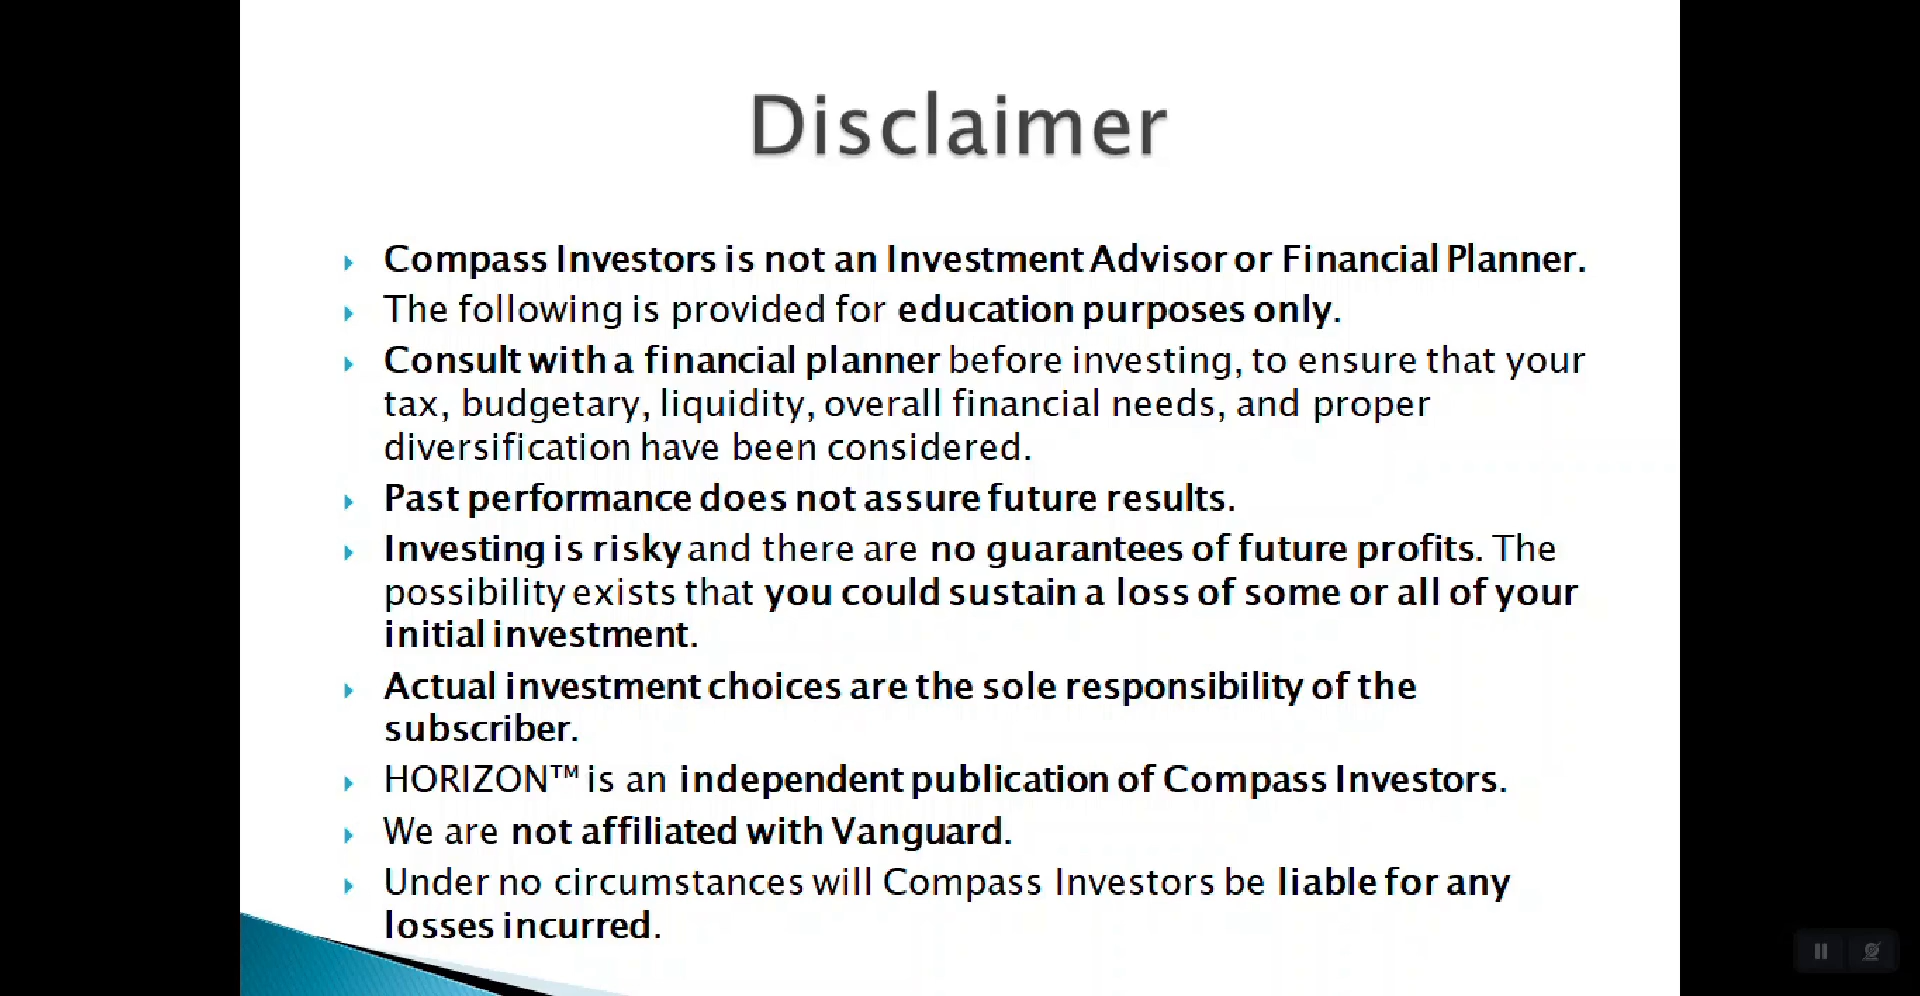 Disclaimer
Compass Investors is not an Investment Advisor or Financial Planner.
The following is provided for education purposes only.
Consult with a financial planner before investing, to ensure that your
tax, budgetary, liquidity, overall financial needs, and proper
diversification have been considered.
Past performance does not assure future results.
Investing is risky and there are no guarantees of future profits. The
possibility exists that you could sustain a loss of some or all of your
initial investment.
Actual investment choices are the sole responsibility of the
subscriber.
HORIZON™ is an independent publication of Compass Investors.
We are not affiliated with Vanguard.
Under no circumstances will Compass Investors be liable for any
losses incurred.